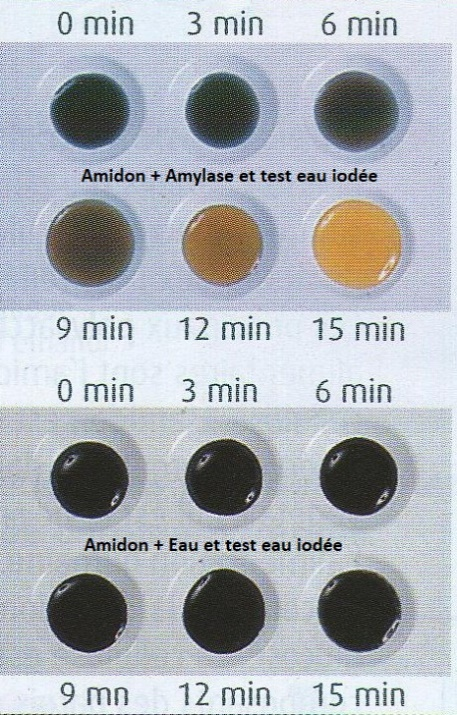 0 min 3 min 6 min
Amidon + Amylase et test eau iodée
9 min 12 min 15 min
0 min 3 min 6 min
Amidon + Eau et test eau iodée
9 mn 12 min 15 min